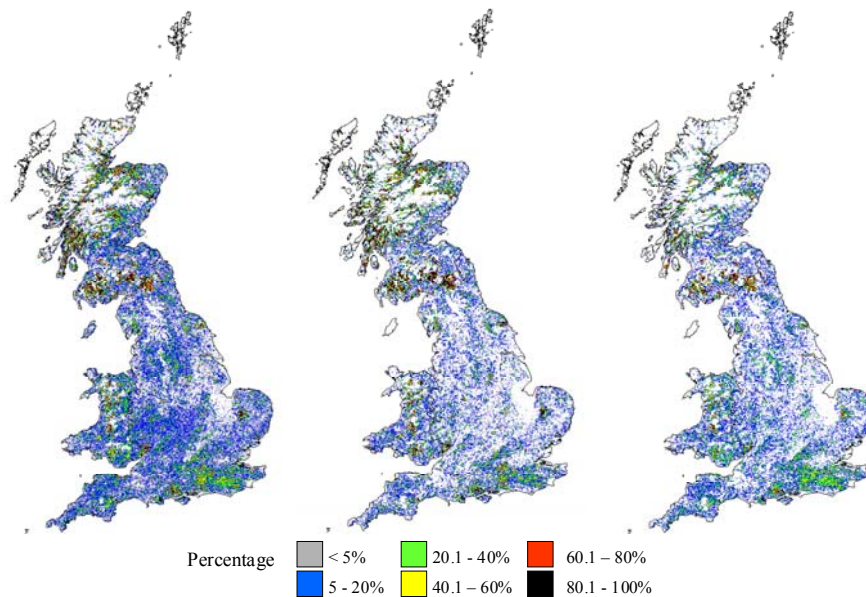 Percentage
< 5% 20.1 - 40% 60.1 – 80%
5 - 20% 40.1 – 60% 80.1 - 100%